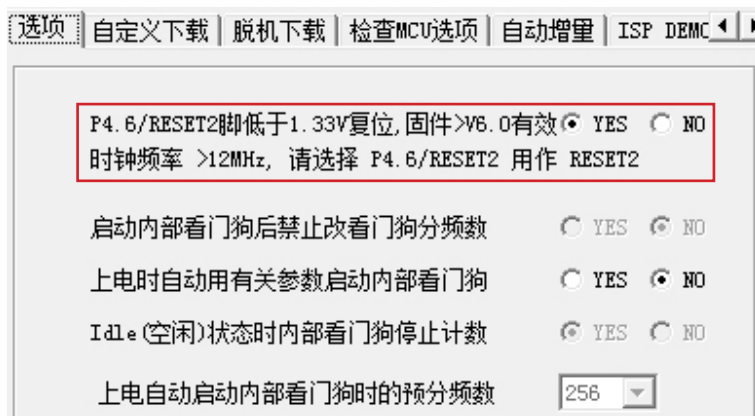 选项 自定义下载 脱机下载 检查MCU选项 自动增量 ISP DEMO
P4.6/RESET2脚低于1.33V复位,固件>V6.0有效 YES NO
时钟频率 >12MHz, 请选择 P4.6/RESET2 用作 RESET2
启动内部看门狗后禁止改看门狗分频数 YES NO
上电时自动用有关参数启动内部看门狗 YES NO
Idle(空闲)状态时内部看门狗停止计数 YES NO
上电自动启动内部看门狗时的预分频数 256